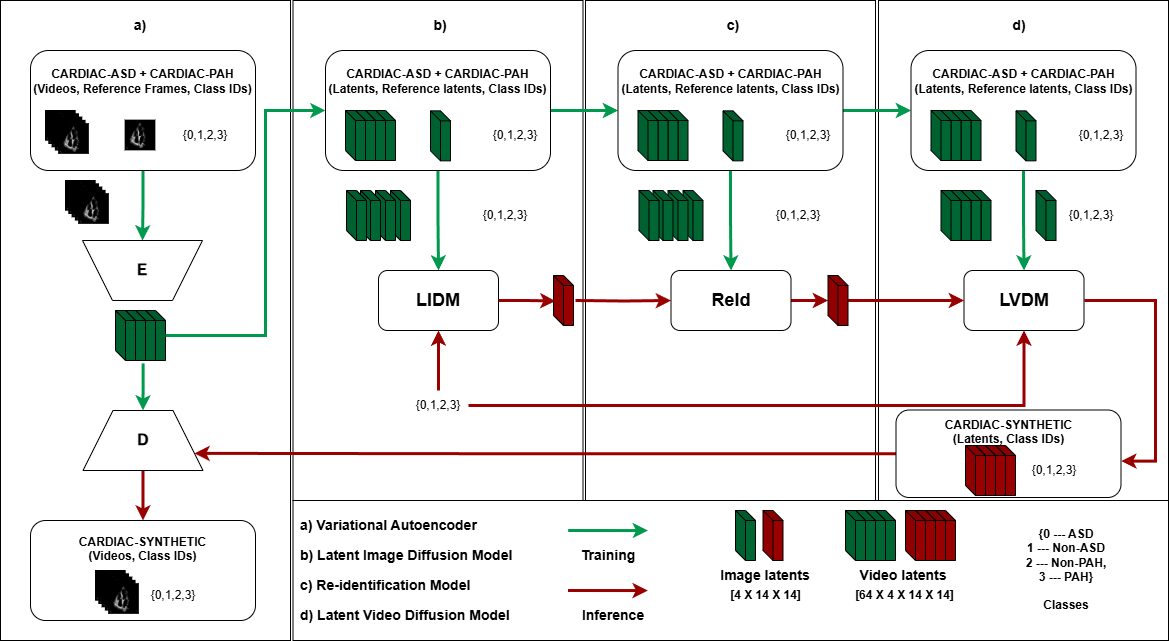 a)
CARDIAC-ASD + CARDIAC-PAH
(Videos, Reference Frames, Class IDs)
{0,1,2,3}
E
D
CARDIAC-SYNTHETIC
(Videos, Class IDs)
{0,1,2,3}
b)
CARDIAC-ASD + CARDIAC-PAH
(Latents, Reference latents, Class IDs)
{0,1,2,3}
{0,1,2,3}
LIDM
{0,1,2,3}
c)
CARDIAC-ASD + CARDIAC-PAH
(Latents, Reference latents, Class IDs)
{0,1,2,3}
{0,1,2,3}
ReId
d)
CARDIAC-ASD + CARDIAC-PAH
(Latents, Reference latents, Class IDs)
{0,1,2,3}
{0,1,2,3}
LVDM
CARDIAC-SYNTHETIC
(Latents, Class IDs)
{0,1,2,3}
a) Variational Autoencoder
b) Latent Image Diffusion Model
c) Re-identification Model
d) Latent Video Diffusion Model
Training
Inference
Image latents
[4 X 14 X 14]
Video latents
[64 X 4 X 14 X 14]
{0 --- ASD
1 --- Non-ASD
2 --- Non-PAH,
3 --- PAH}
Classes